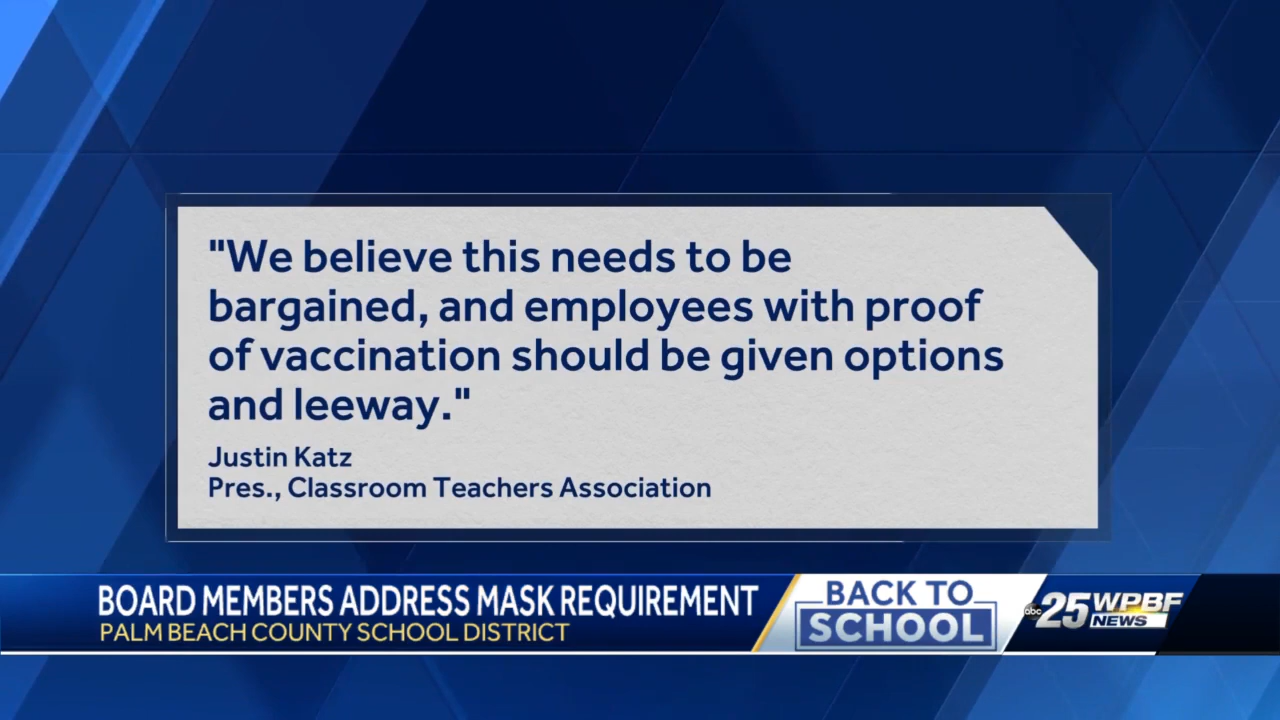 "We believe this needs to be
bargained, and employees with proof
of vaccination should be given options
and leeway."
Justin Katz
Pres., Classroom Teachers Association
BOARD MEMBERS ADDRESS MASK REQUIREMENT
PALM BEACH COUNTY SCHOOL DISTRICT
BACK TO
SCHOOL
abc 25 WPBF
NEWS